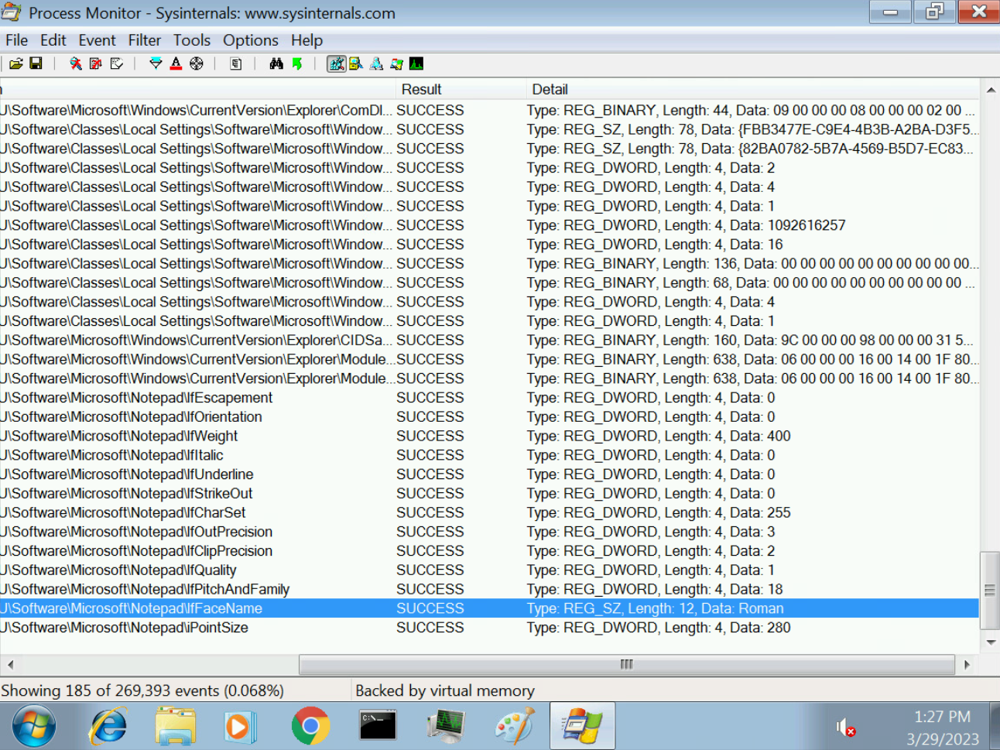 Process Monitor - Sysinternals: www.sysinternals.com
File Edit Event Filter Tools Options Help
Result Detail
U\Software\Microsoft\Windows\CurrentVersion\Explorer\ComDl... SUCCESS Type: REG_BINARY, Length: 44, Data: 09 00 00 00 08 00 00 00 02 00 ...
U\Software\Classes\Local Settings\Software\Microsoft\Window... SUCCESS Type: REG_SZ, Length: 78, Data: {FBB3477E-C9E4-4B3B-A2BA-D3F5...
U\Software\Classes\Local Settings\Software\Microsoft\Window... SUCCESS Type: REG_SZ, Length: 78, Data: {82BA0782-5B7A-4569-B5D7-EC83...
U\Software\Classes\Local Settings\Software\Microsoft\Window... SUCCESS Type: REG_DWORD, Length: 4, Data: 2
U\Software\Classes\Local Settings\Software\Microsoft\Window... SUCCESS Type: REG_DWORD, Length: 4, Data: 4
U\Software\Classes\Local Settings\Software\Microsoft\Window... SUCCESS Type: REG_DWORD, Length: 4, Data: 1
U\Software\Classes\Local Settings\Software\Microsoft\Window... SUCCESS Type: REG_DWORD, Length: 4, Data: 1092616257
U\Software\Classes\Local Settings\Software\Microsoft\Window... SUCCESS Type: REG_DWORD, Length: 4, Data: 16
U\Software\Classes\Local Settings\Software\Microsoft\Window... SUCCESS Type: REG_BINARY, Length: 136, Data: 00 00 00 00 00 00 00 00 00 00...
U\Software\Classes\Local Settings\Software\Microsoft\Window... SUCCESS Type: REG_BINARY, Length: 68, Data: 00 00 00 00 00 00 00 00 00 00 ...
U\Software\Classes\Local Settings\Software\Microsoft\Window... SUCCESS Type: REG_DWORD, Length: 4, Data: 4
U\Software\Classes\Local Settings\Software\Microsoft\Window... SUCCESS Type: REG_DWORD, Length: 4, Data: 1
U\Software\Microsoft\Windows\CurrentVersion\Explorer\CIDSa... SUCCESS Type: REG_BINARY, Length: 160, Data: 9C 00 00 00 98 00 00 00 31 5...
U\Software\Microsoft\Windows\CurrentVersion\Explorer\Module... SUCCESS Type: REG_BINARY, Length: 638, Data: 06 00 00 00 16 00 14 00 1F 80...
U\Software\Microsoft\Windows\CurrentVersion\Explorer\Module... SUCCESS Type: REG_BINARY, Length: 638, Data: 06 00 00 00 16 00 14 00 1F 80...
U\Software\Microsoft\Notepad\lfEscapement SUCCESS Type: REG_DWORD, Length: 4, Data: 0
U\Software\Microsoft\Notepad\lfOrientation SUCCESS Type: REG_DWORD, Length: 4, Data: 0
U\Software\Microsoft\Notepad\lfWeight SUCCESS Type: REG_DWORD, Length: 4, Data: 400
U\Software\Microsoft\Notepad\lfItalic SUCCESS Type: REG_DWORD, Length: 4, Data: 0
U\Software\Microsoft\Notepad\lfUnderline SUCCESS Type: REG_DWORD, Length: 4, Data: 0
U\Software\Microsoft\Notepad\lfStrikeOut SUCCESS Type: REG_DWORD, Length: 4, Data: 0
U\Software\Microsoft\Notepad\lfCharSet SUCCESS Type: REG_DWORD, Length: 4, Data: 255
U\Software\Microsoft\Notepad\lfOutPrecision SUCCESS Type: REG_DWORD, Length: 4, Data: 3
U\Software\Microsoft\Notepad\lfClipPrecision SUCCESS Type: REG_DWORD, Length: 4, Data: 2
U\Software\Microsoft\Notepad\lfQuality SUCCESS Type: REG_DWORD, Length: 4, Data: 1
U\Software\Microsoft\Notepad\lfPitchAndFamily SUCCESS Type: REG_DWORD, Length: 4, Data: 18
U\Software\Microsoft\Notepad\lfFaceName SUCCESS Type: REG_SZ, Length: 12, Data: Roman
U\Software\Microsoft\Notepad\iPointSize SUCCESS Type: REG_DWORD, Length: 4, Data: 280
Showing 185 of 269,393 events (0.068%) Backed by virtual memory
1:27 PM
3/29/2023